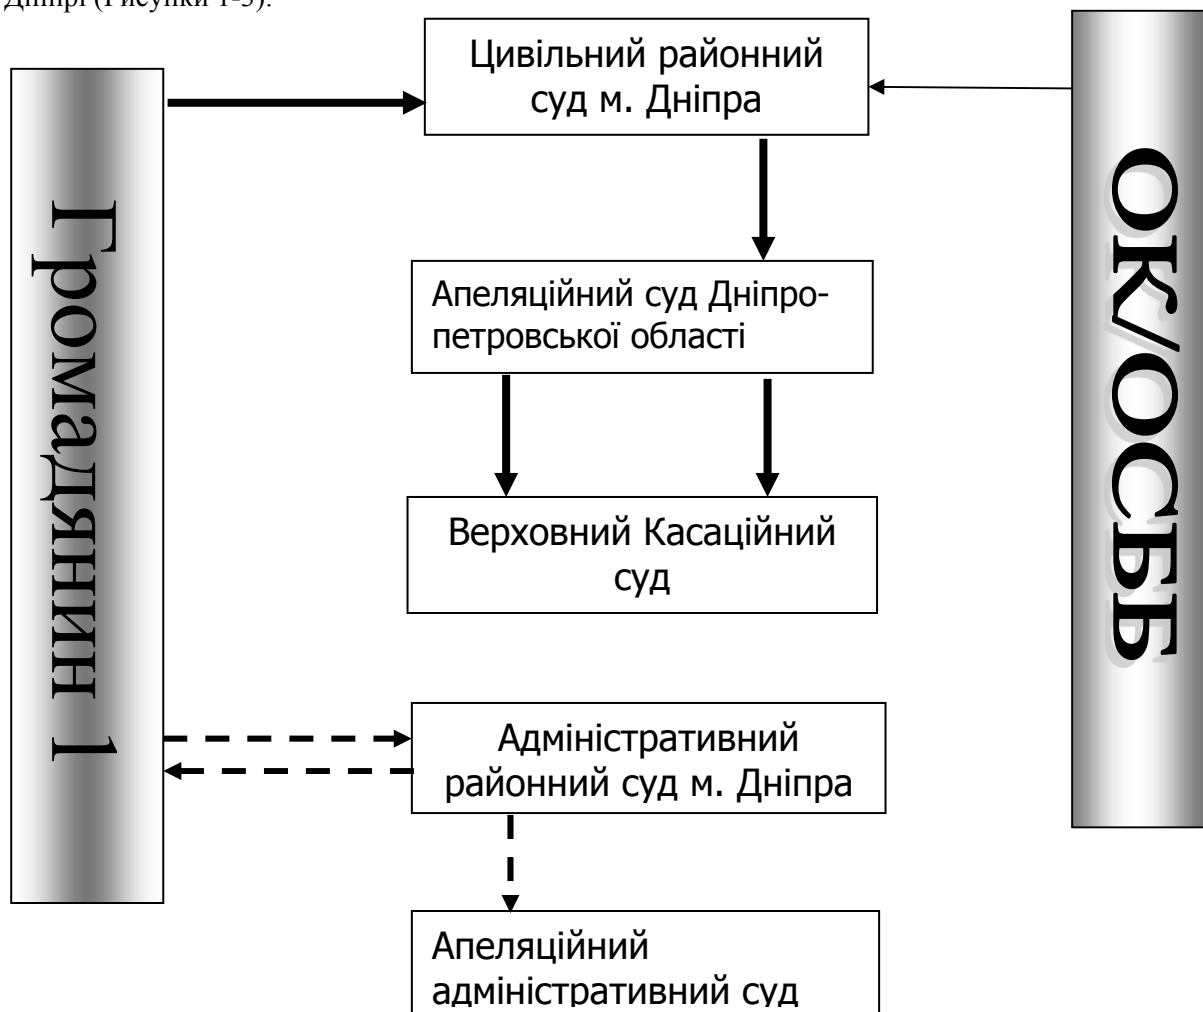 Дніпрі (Рисунки 1-3).
Цивільний районний
суд м. Дніпра
Громадянин 1
ОК/ОСББ
Апеляційний суд Дніпро-
петровської області
Верховний Касаційний
суд
Адміністративний
районний суд м. Дніпра
Апеляційний
адміністративний суд